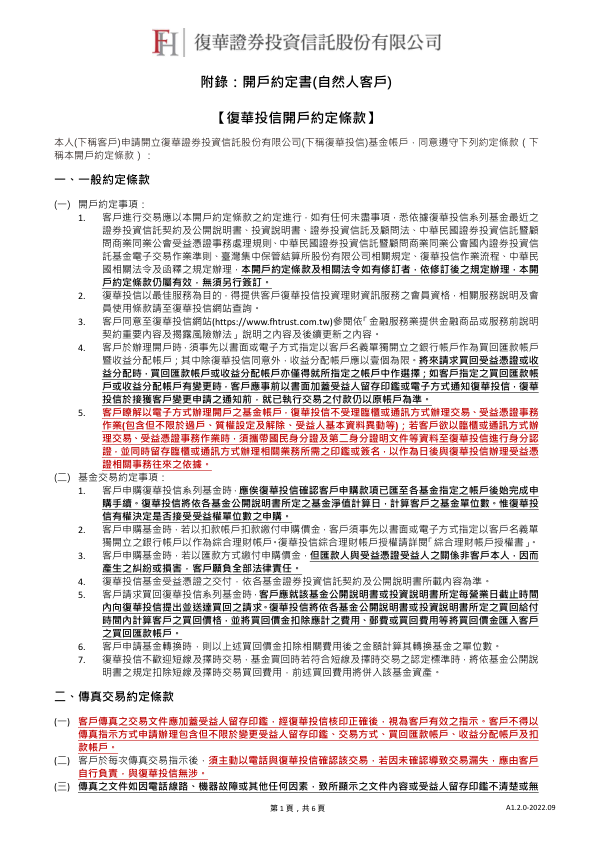 FH 復華證券投資信託股份有限公司
附錄：開戶約定書(自然人客戶)
【復華投信開戶約定條款】
本人(下稱客戶)申請開立復華證券投資信託股份有限公司(下稱復華投信)基金帳戶，同意遵守下列約定條款（下
稱本開戶約定條款）：
一、一般約定條款
(一) 開戶約定事項：
1. 客戶進行交易應以本開戶約定條款之約定進行，如有任何未盡事項，悉依據復華投信系列基金最近之
證券投資信託契約及公開說明書、投資說明書、證券投資信託及顧問法、中華民國證券投資信託暨顧
問商業同業公會受益憑證事務處理規則、中華民國證券投資信託暨顧問商業同業公會國內證券投資信
託基金電子交易作業準則、臺灣集中保管結算所股份有限公司相關規定、復華投信作業流程、中華民
國相關法令及函釋之規定辦理，本開戶約定條款及相關法令如有修訂者，依修訂後之規定辦理，本開
戶約定條款仍屬有效，無須另行簽訂。
2. 復華投信以最佳服務為目的，得提供客戶復華投信投資理財資訊服務之會員資格，相關服務說明及會
員使用條款請至復華投信網站查詢。
3. 客戶同意至復華投信網站(https://www.fhtrust.com.tw)參閱依「金融服務業提供金融商品或服務前說明
契約重要內容及揭露風險辦法」說明之內容及後續更新之內容。
4. 客戶於辦理開戶時，須事先以書面或電子方式指定以客戶名義單獨開立之銀行帳戶作為買回匯款帳戶
暨收益分配帳戶；其中除復華投信同意外，收益分配帳戶應以壹個為限。將來請求買回受益憑證或收
益分配時，買回匯款帳戶或收益分配帳戶亦僅得就所指定之帳戶中作選擇；如客戶指定之買回匯款帳
戶或收益分配帳戶有變更時，客戶應事前以書面加蓋受益人留存印鑑或電子方式通知復華投信，復華
投信於接獲客戶變更申請之通知前，就已執行交易之付款仍以原帳戶為準。
5. 客戶瞭解以電子方式辦理開戶之基金帳戶，復華投信不受理臨櫃或通訊方式辦理交易、受益憑證事務
作業(包含但不限於過戶、質權設定及解除、受益人基本資料異動等)；若客戶欲以臨櫃或通訊方式辦
理交易、受益憑證事務作業時，須攜帶國民身分證及第二身分證明文件等資料至復華投信進行身分認
證，並同時留存臨櫃或通訊方式辦理相關業務所需之印鑑或簽名，以作為日後與復華投信辦理受益憑
證相關事務往來之依據。
(二) 基金交易約定事項：
1. 客戶申購復華投信系列基金時，應俟復華投信確認客戶申購款項已匯至各基金指定之帳戶後始完成申
購手續。復華投信將依各基金公開說明書所定之基金淨值計算日，計算客戶之基金單位數。惟復華投
信有權決定是否接受受益權單位數之申購。
2. 客戶申購基金時，若以扣款帳戶扣款繳付申購價金，客戶須事先以書面或電子方式指定以客戶名義單
獨開立之銀行帳戶以作為綜合理財帳戶，復華投信綜合理財帳戶授權請詳閱「綜合理財帳戶授權書」。
3. 客戶申購基金時，若以匯款方式繳付申購價金，但匯款人與受益憑證受益人之關係非客戶本人，因而
產生之糾紛或損害，客戶願負全部法律責任。
4. 復華投信基金受益憑證之交付，依各基金證券投資信託契約及公開說明書所載內容為準。
5. 客戶請求買回復華投信系列基金時，客戶應就該基金公開說明書或投資說明書所定每營業日截止時間
內向復華投信提出並送達買回之請求。復華投信將依各基金公開說明書或投資說明書所定之買回給付
時間內計算客戶之買回價格，並將買回價金扣除應計之費用、郵費或買回費用等將買回價金匯入客戶
之買回匯款帳戶。
6. 客戶申請基金轉換時，則以上述買回價金扣除相關費用後之金額計算其轉換基金之單位數。
7. 復華投信不歡迎短線及擇時交易，基金買回時若符合短線及擇時交易之認定標準時，將依基金公開說
明書之規定扣除短線及擇時交易買回費用，前述買回費用將併入該基金資產。
二、傳真交易約定條款
(一) 客戶傳真之交易文件應加蓋受益人留存印鑑，經復華投信核印正確後，視為客戶有效之指示。客戶不得以
傳真指示方式申請辦理包含但不限於變更受益人留存印鑑、交易方式、買回匯款帳戶、收益分配帳戶及扣
款帳戶。
(二) 客戶於每次傳真交易指示後，須主動以電話與復華投信確認該交易，若因未確認導致交易漏失，應由客戶
自行負責，與復華投信無涉。
(三) 傳真之文件如因電話線路、機器故障或其他任何因素，致所顯示之文件內容或受益人留存印鑑不清楚或無
第 1 頁，共 6 頁
A1.2.0-2022.09